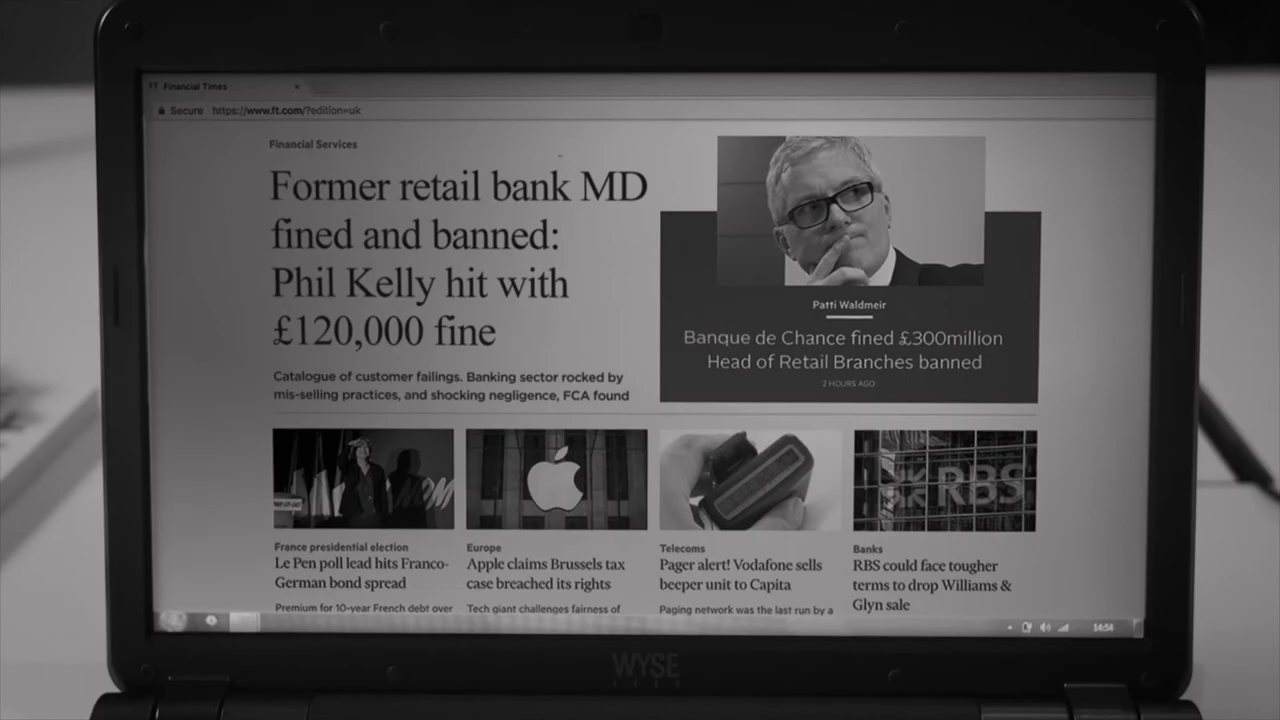 FT Financial Times
Secure https://www.ft.com/?edition=uk
Financial Services
Former retail bank MD
fined and banned:
Phil Kelly hit with
£120,000 fine
Catalogue of customer failings. Banking sector rocked by
mis-selling practices, and shocking negligence, FCA found
Patti Waldmeir
Banque de Chance fined £300million
Head of Retail Branches banned
2 HOURS AGO
RBS
France presidential election
Le Pen poll lead hits Franco-
German bond spread
Premium for 10-year French debt over
Europe
Apple claims Brussels tax
case breached its rights
Tech giant challenges fairness of
Telecoms
Pager alert! Vodafone sells
beeper unit to Capita
Paging network was the last run by a
Banks
RBS could face tougher
terms to drop Williams &
Glyn sale
14:54
WYSE